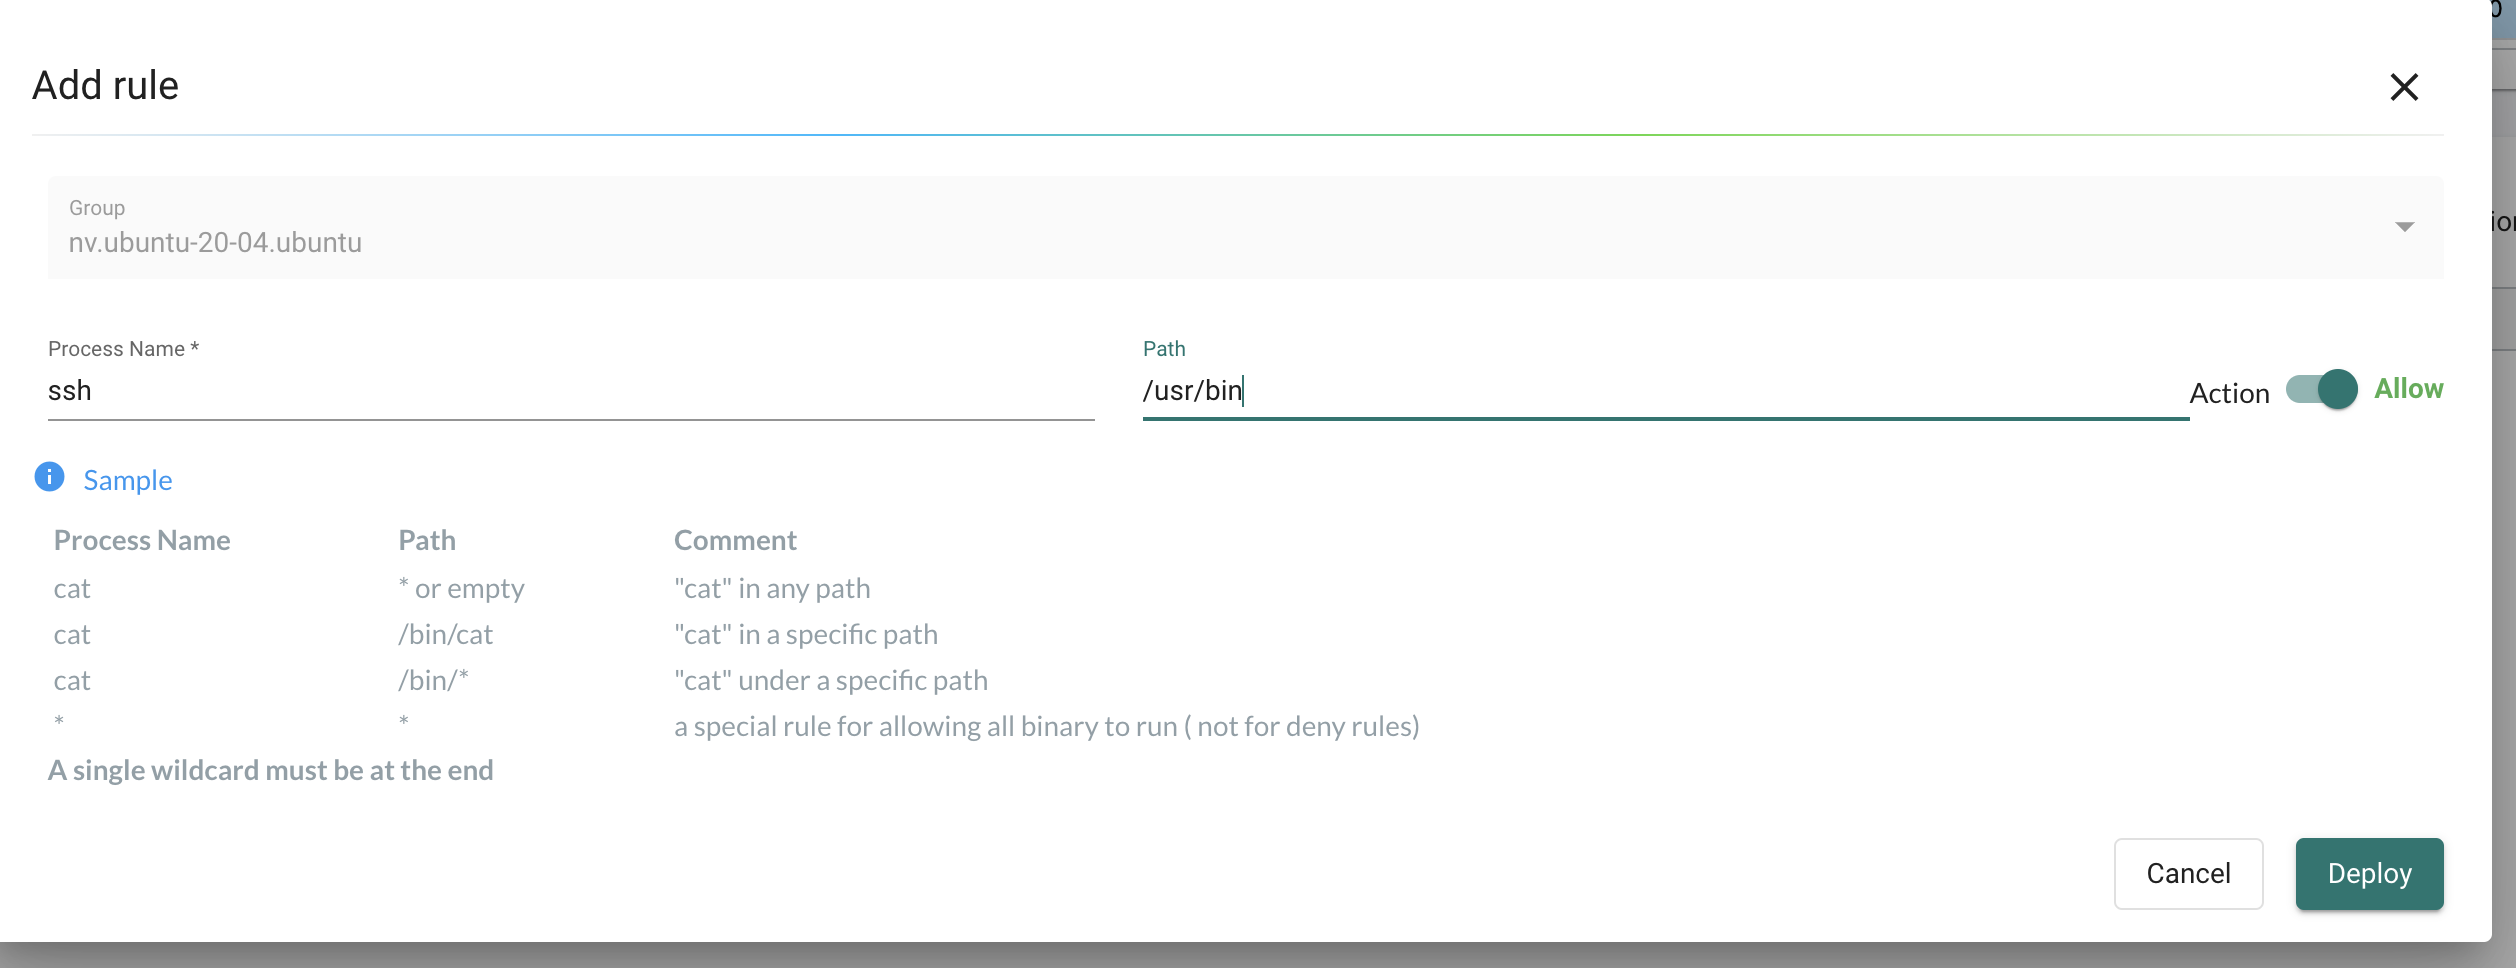 Add rule
Group
nv.ubuntu-20-04.ubuntu
Process Name *
Path
ssh
/usr/bin
Action
Allow
Sample
Process Name Path Comment
cat * or empty "cat" in any path
cat /bin/cat "cat" in a specific path
cat /bin/* "cat" under a specific path
* * a special rule for allowing all binary to run ( not for deny rules)
A single wildcard must be at the end
Cancel
Deploy